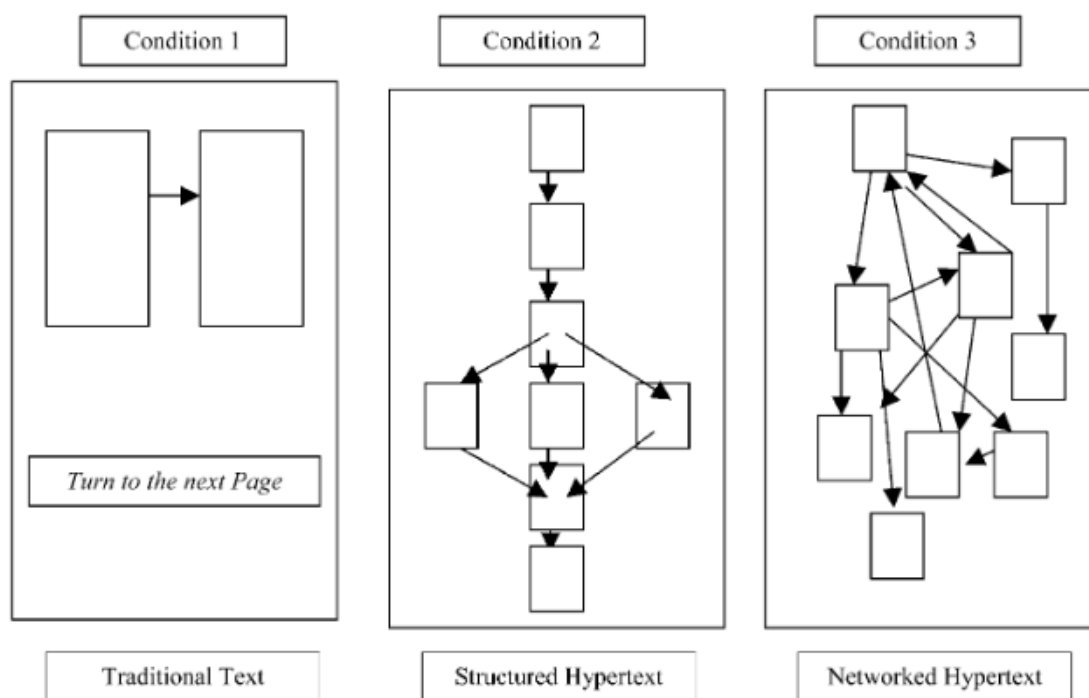 Condition 1
Condition 2
Condition 3
Turn to the next Page
Traditional Text
Structured Hypertext
Networked Hypertext